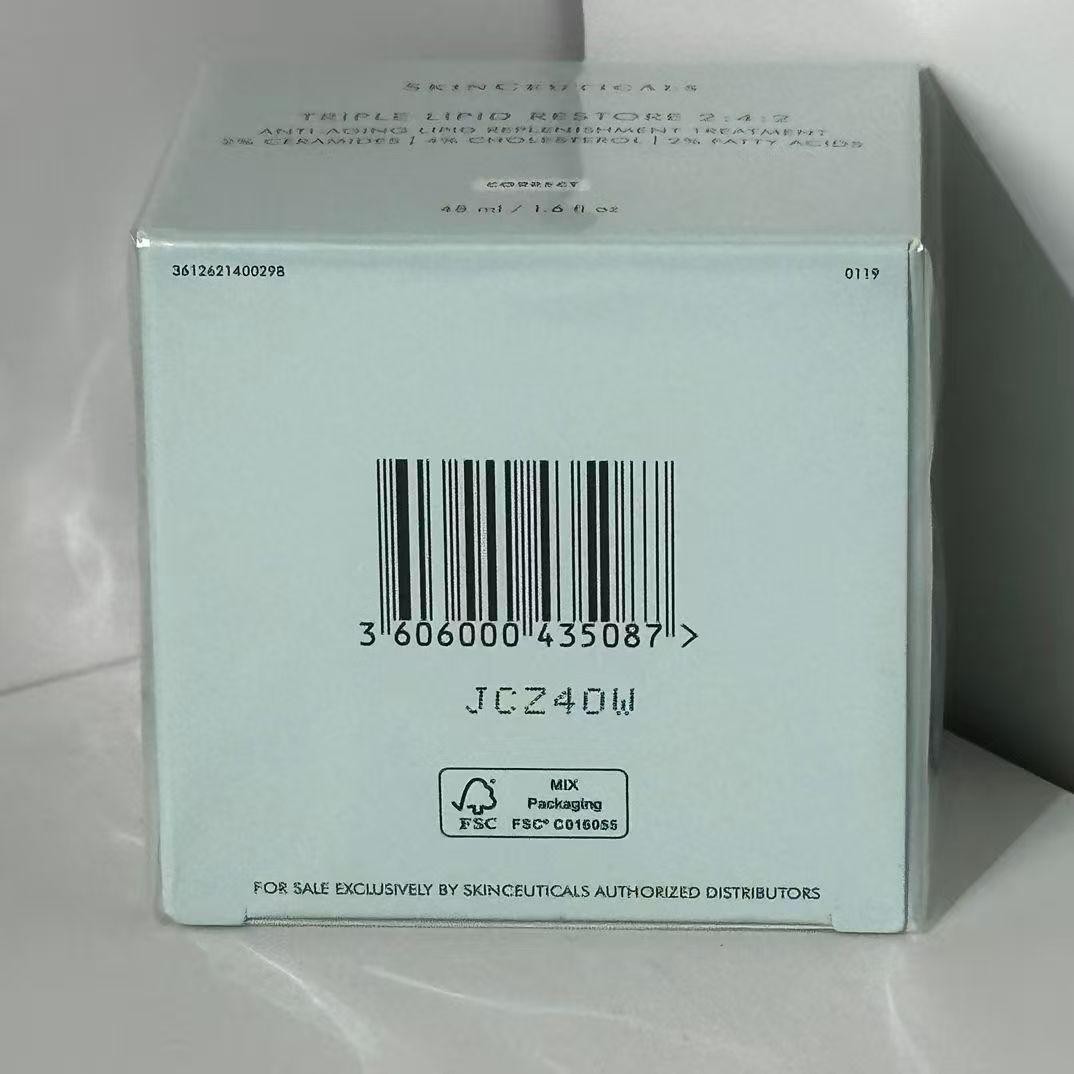 SKINCEUTICALS
TRIPLE LIPID RESTORE 2:4:2
ANTI-AGING LIPID REPLENISHMENT TREATMENT
2% CERAMIDES | 4% CHOLESTEROL | 2% FATTY ACIDS
CORRECT
48 ml / 1.6 fl oz
3612621400298 0119
3 606000 435087 >
JCZ40W
FSC
MIX
Packaging
FSC® C016055
FOR SALE EXCLUSIVELY BY SKINCEUTICALS AUTHORIZED DISTRIBUTORS